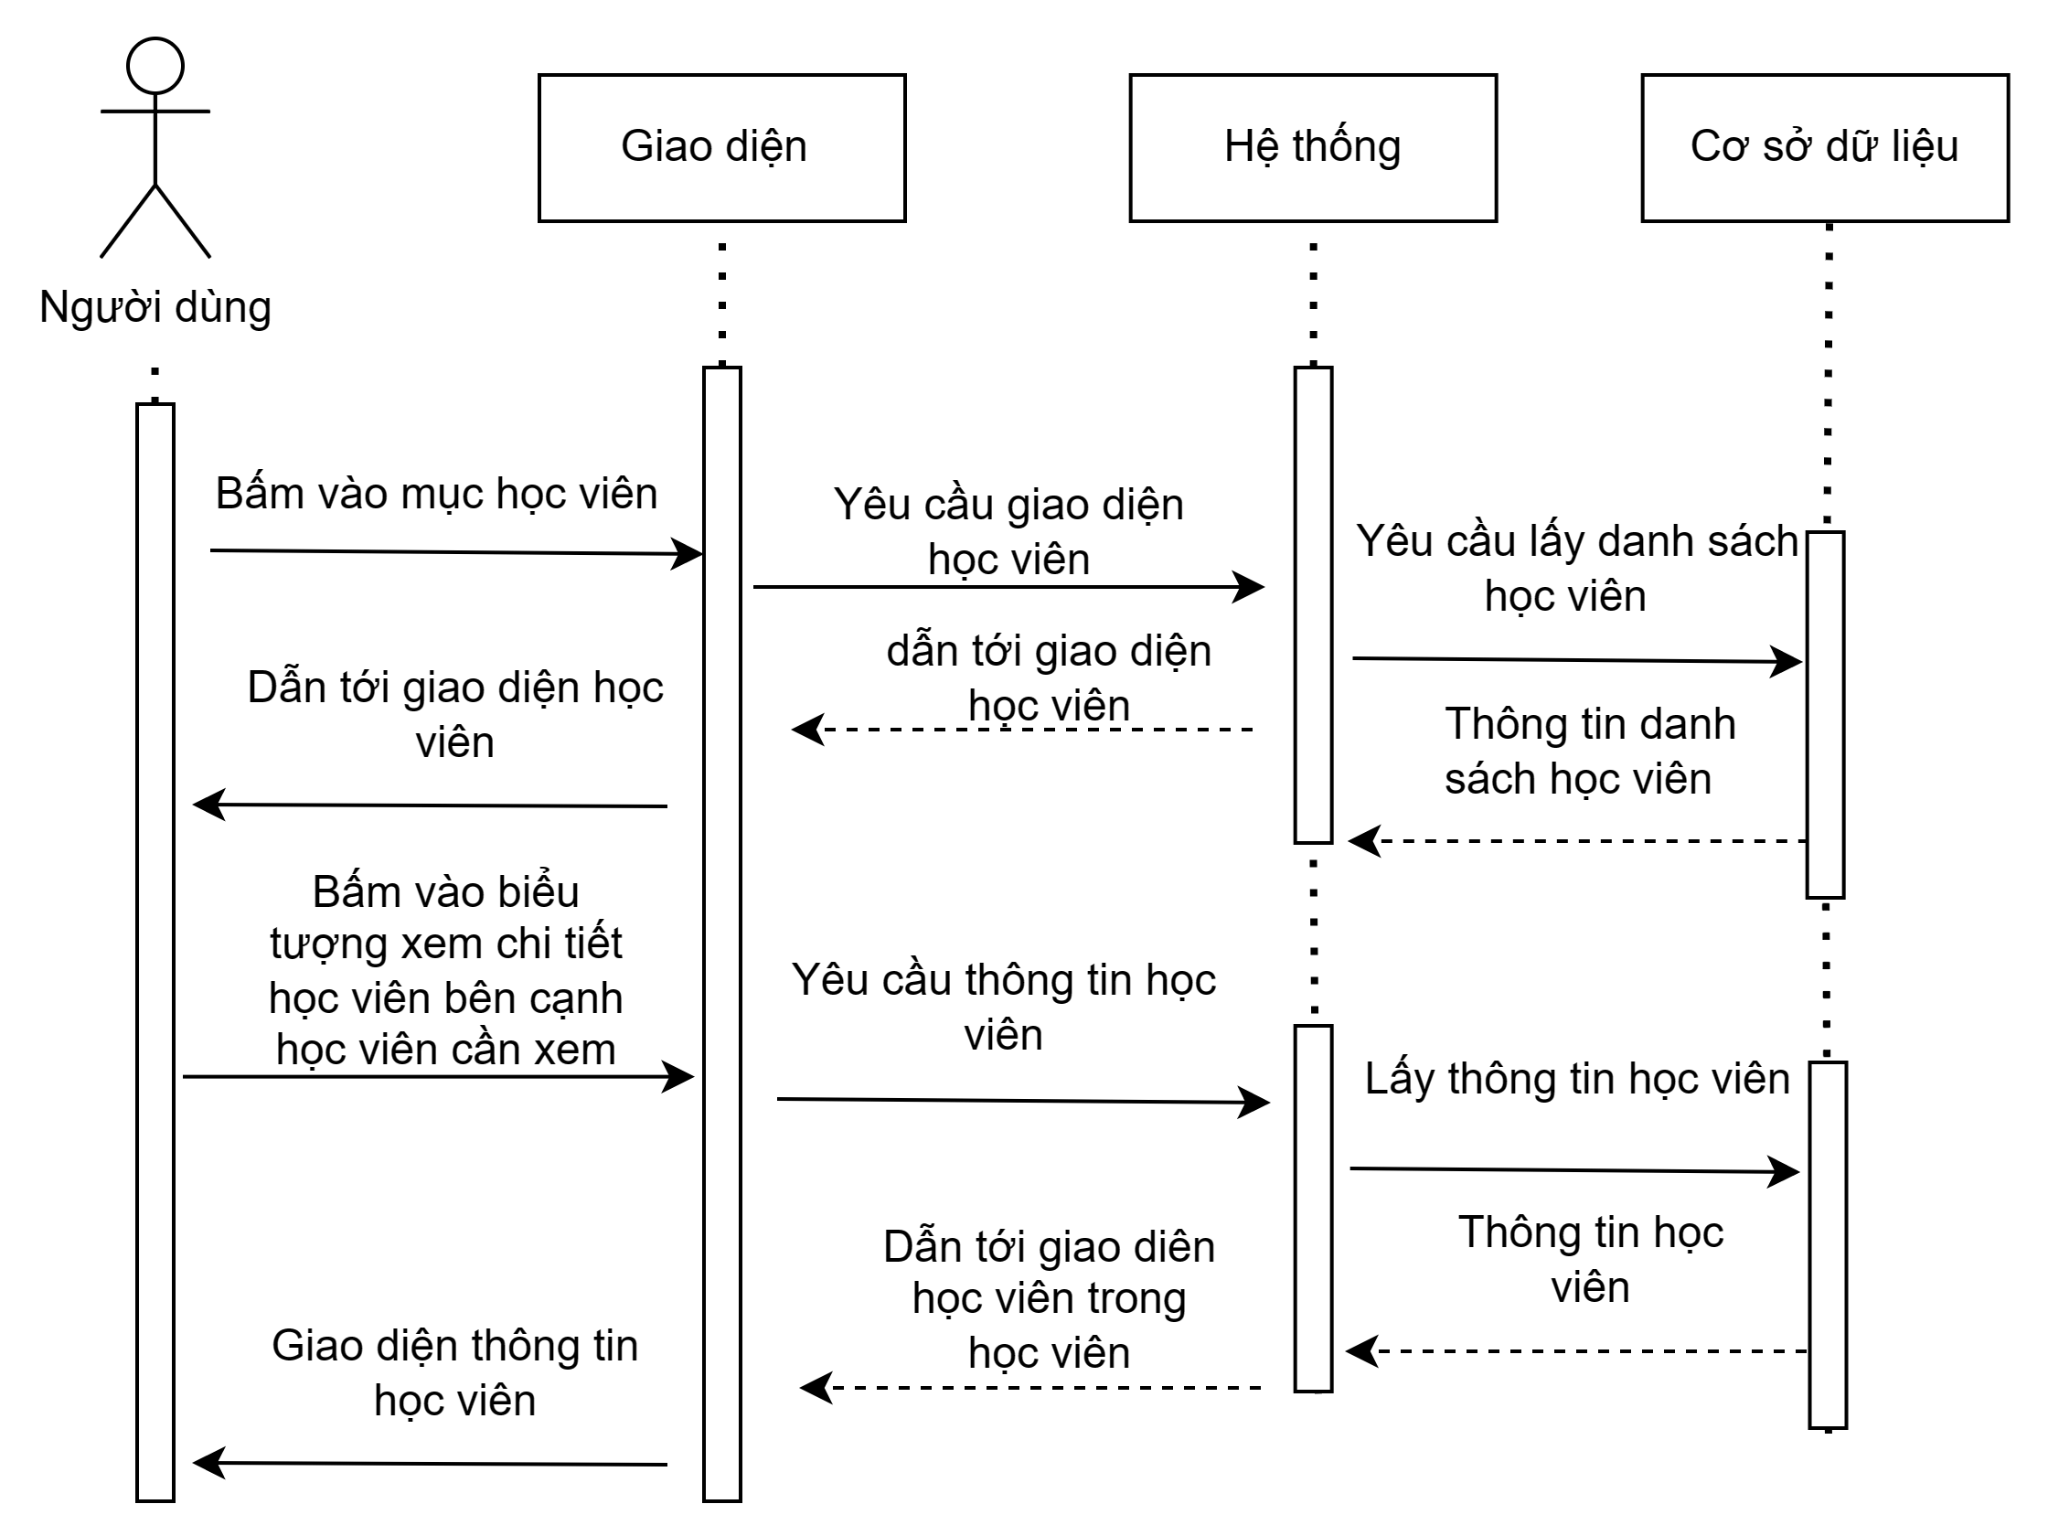 Giao diện
Hệ thống
Cơ sở dữ liệu
Người dùng
Bấm vào mục học viên
Yêu cầu giao diện
học viên
Yêu cầu lấy danh sách
học viên
dẫn tới giao diện
học viên
Dẫn tới giao diện học
viên
Thông tin danh
sách học viên
Bấm vào biểu
tượng xem chi tiết
học viên bên cạnh
học viên cần xem
Yêu cầu thông tin học
viên
Lấy thông tin học viên
Thông tin học
viên
Dẫn tới giao diên
học viên trong
học viên
Giao diện thông tin
học viên